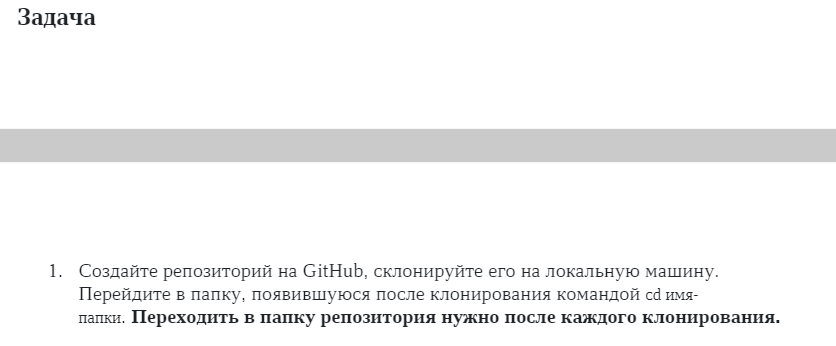 Задача
1. Создайте репозиторий на GitHub, склонируйте его на локальную машину.
Перейдите в папку, появившуюся после клонирования командой cd имя-
папки. Переходить в папку репозитория нужно после каждого клонирования.